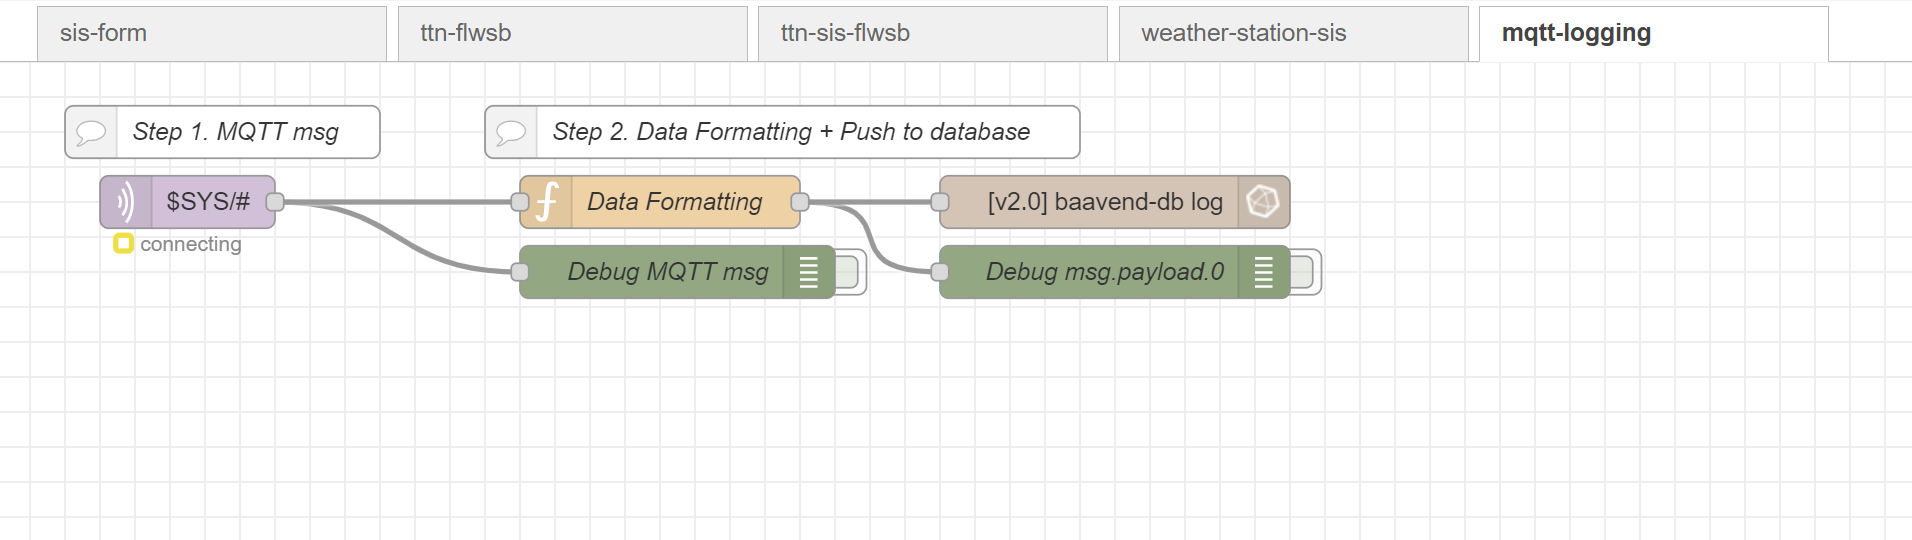 sis-form
ttn-flwsb
ttn-sis-flwsb
weather-station-sis
mqtt-logging
Step 1. MQTT msg
Step 2. Data Formatting + Push to database
$SYS/#
Data Formatting
[v2.0] baavend-db log
connecting
Debug MQTT msg
Debug msg.payload.0